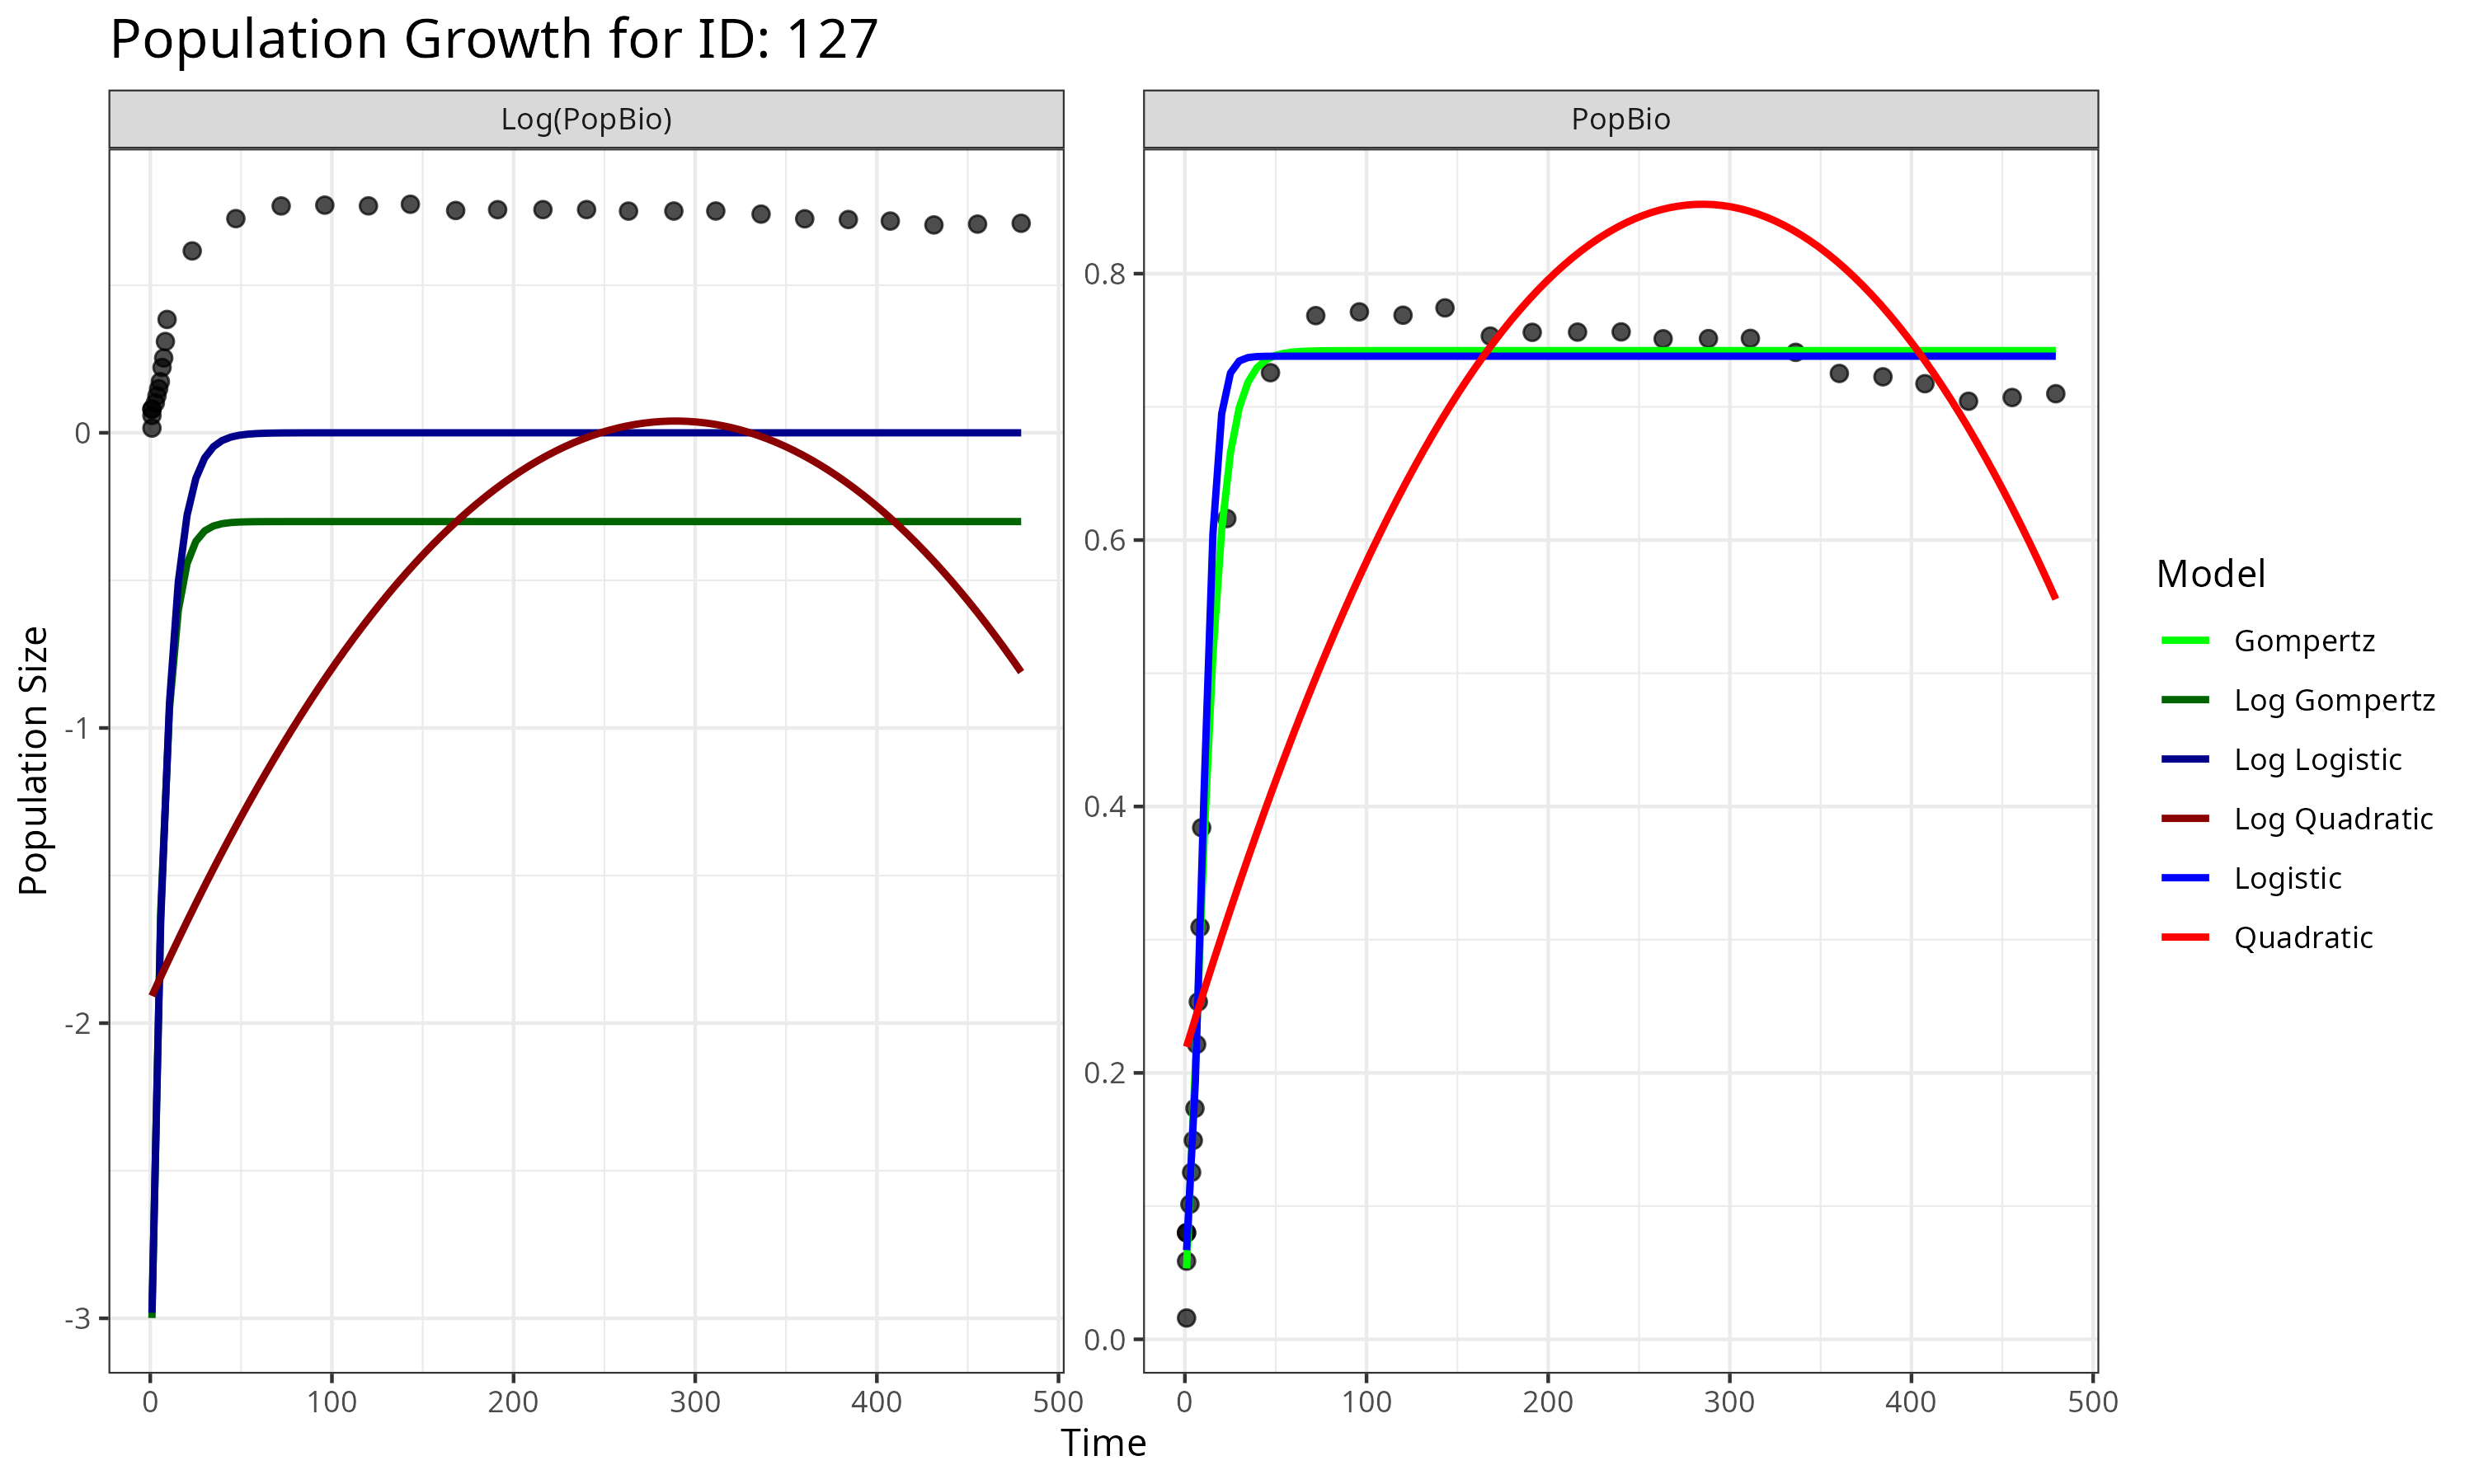 Population Growth for ID: 127
Log(PopBio)
PopBio
Population Size
0
-1
-2
-3
0 100 200 300 400 500
0.8
0.6
0.4
0.2
0.0
0 100 200 300 400 500
Time
Model
Gompertz
Log Gompertz
Log Logistic
Log Quadratic
Logistic
Quadratic